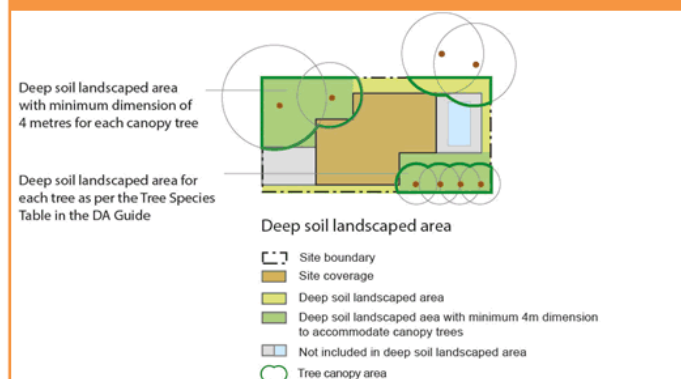 Deep soil landscaped area
with minimum dimension of
4 metres for each canopy tree
Deep soil landscaped area for
each tree as per the Tree Species
Table in the DA Guide
Deep soil landscaped area
Site boundary
Site coverage
Deep soil landscaped area
Deep soil landscaped aea with minimum 4m dimension
to accommodate canopy trees
Not included in deep soil landscaped area
Tree canopy area